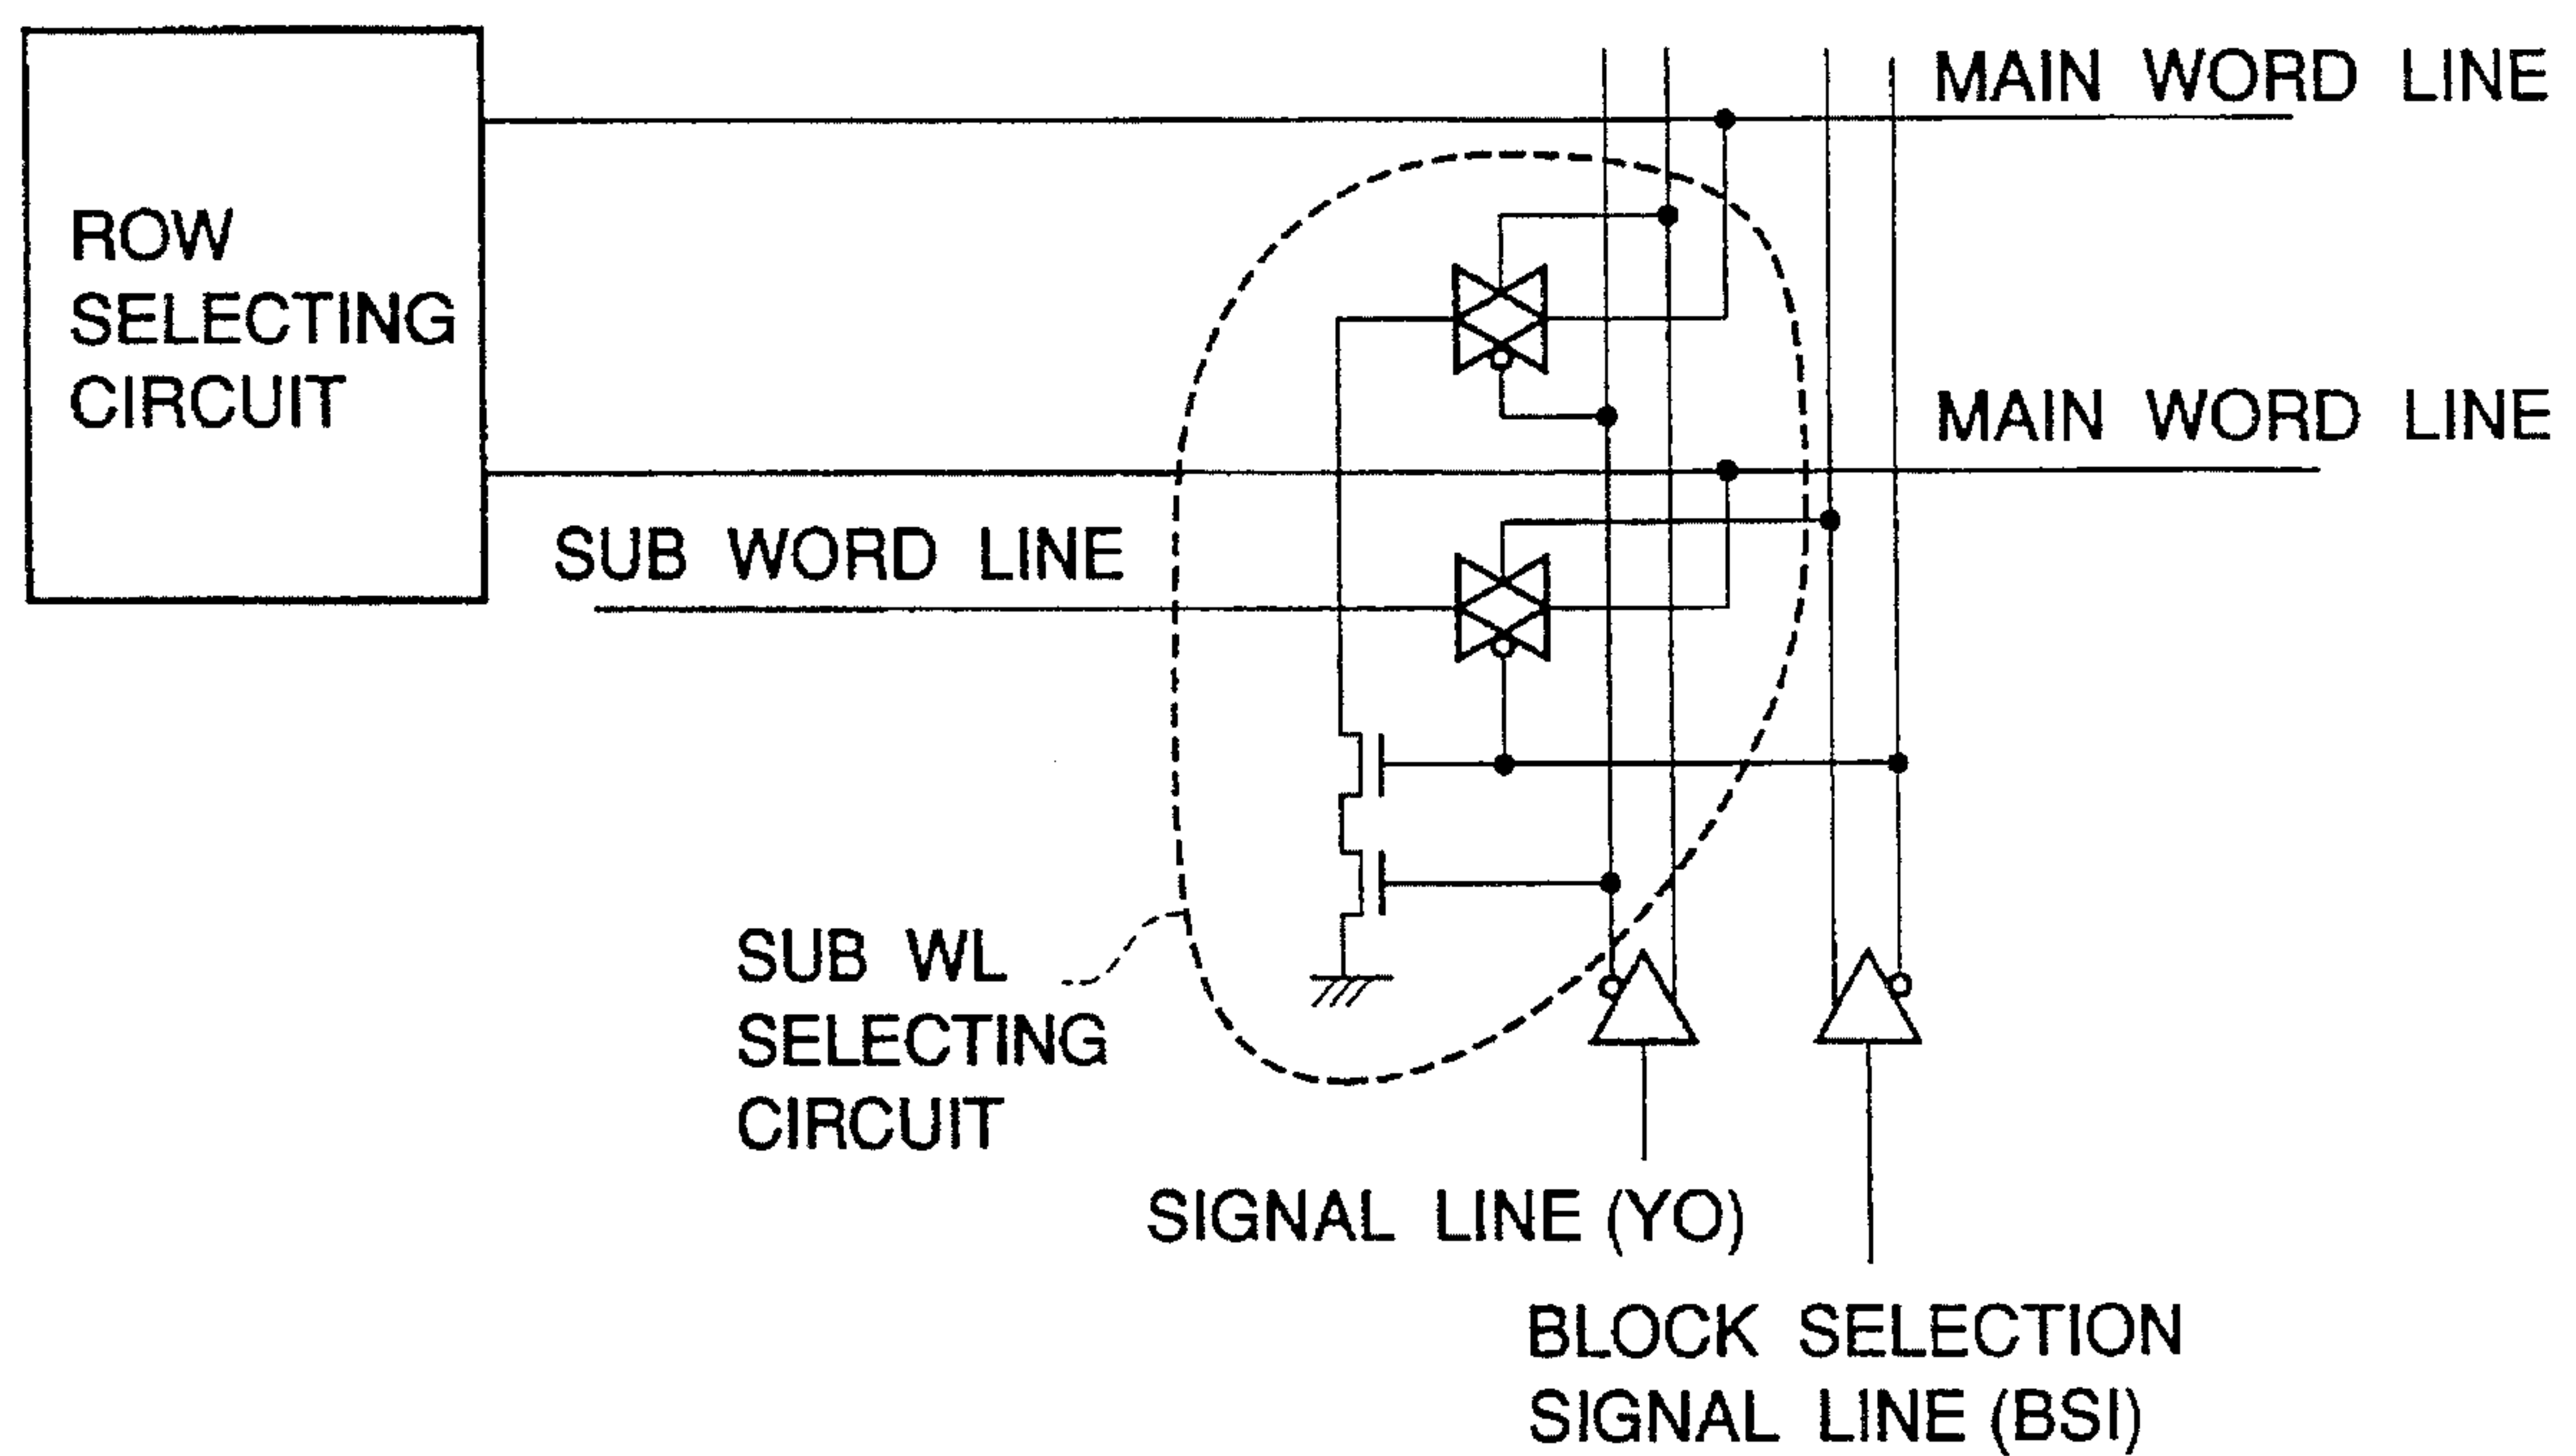 MAIN WORD LINE
ROW
SELECTING
CIRCUIT
MAIN WORD LINE
SUB WORD LINE
SUB WL
SELECTING
CIRCUIT
SIGNAL LINE (YO)
BLOCK SELECTION
SIGNAL LINE (BSI)